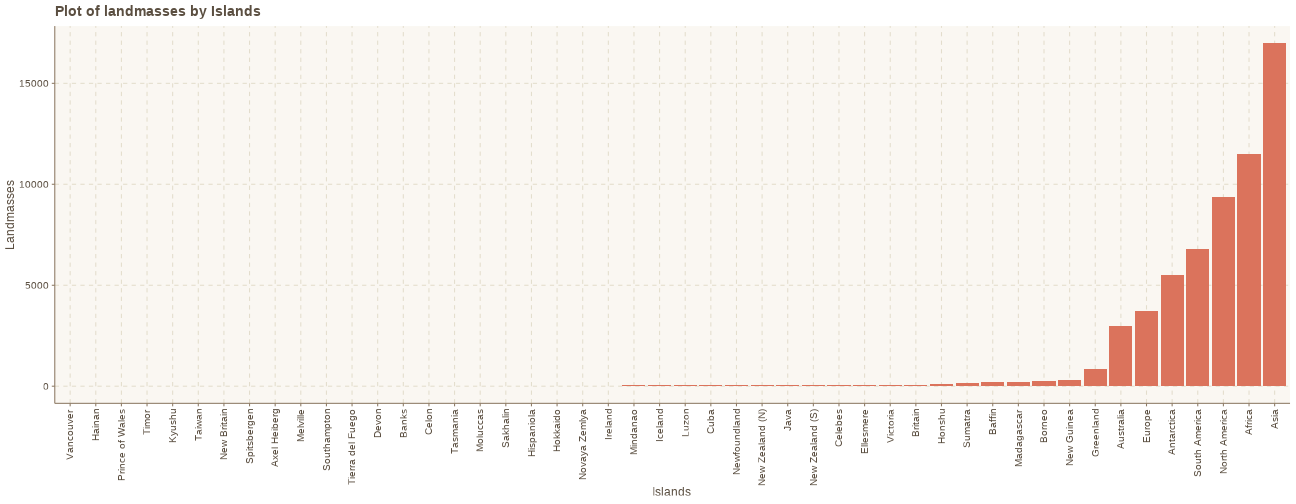 Plot of landmasses by Islands
Landmasses
15000
10000
5000
0
Vancouver
Hainan
Prince of Wales
Timor
Kyushu
Taiwan
New Britain
Spitsbergen
Axel Heiberg
Melville
Southampton
Tierra del Fuego
Devon
Banks
Celon
Tasmania
Moluccas
Sakhalin
Hispaniola
Hokkaido
Novaya Zemlya
Ireland
Mindanao
Iceland
Luzon
Cuba
Newfoundland
New Zealand (N)
Java
New Zealand (S)
Celebes
Ellesmere
Victoria
Britain
Honshu
Sumatra
Baffin
Madagascar
Borneo
New Guinea
Greenland
Australia
Europe
Antarctica
South America
North America
Africa
Asia
Islands